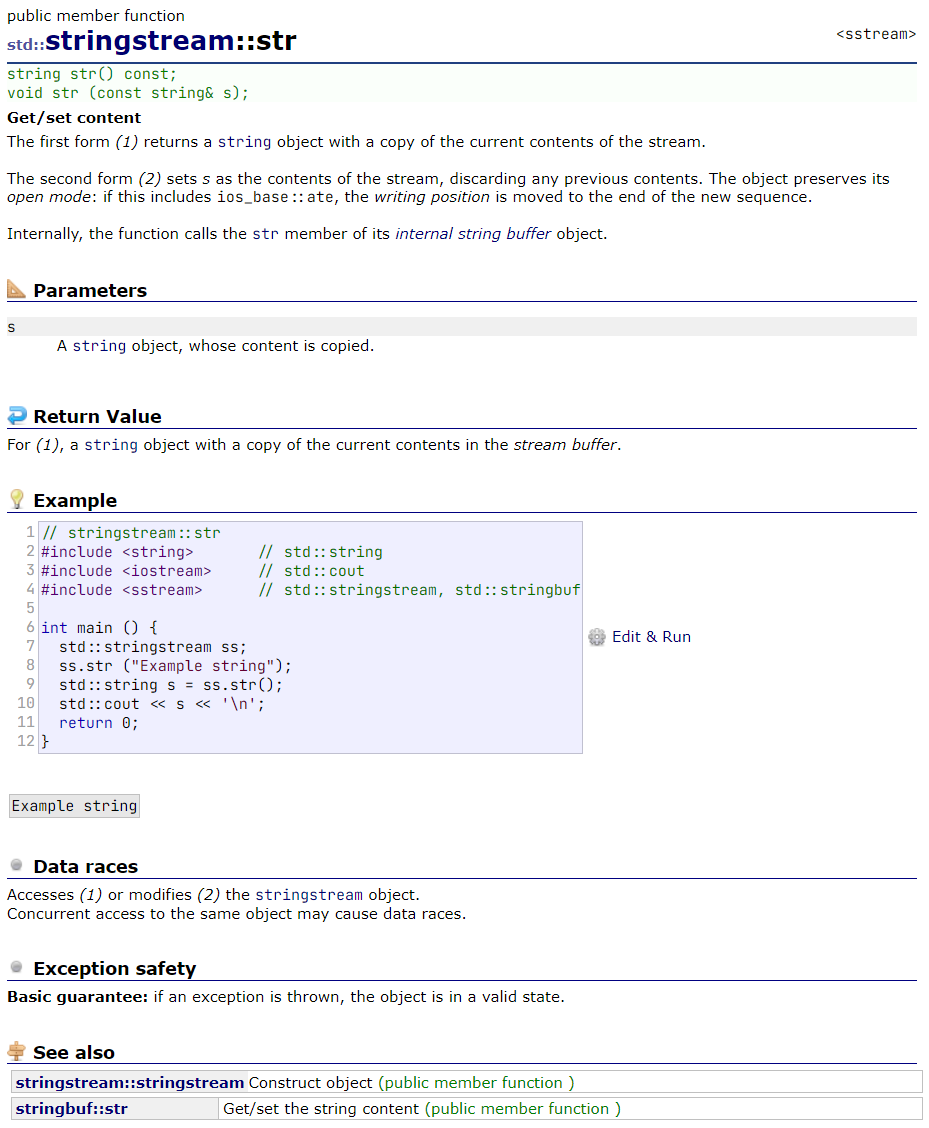 public member function
std::stringstream::str
<sstream>
string str() const;
void str (const string& s);
Get/set content
The first form (1) returns a string object with a copy of the current contents of the stream.
The second form (2) sets s as the contents of the stream, discarding any previous contents. The object preserves its
open mode: if this includes ios_base::ate, the writing position is moved to the end of the new sequence.
Internally, the function calls the str member of its internal string buffer object.
Parameters
s
A string object, whose content is copied.
Return Value
For (1), a string object with a copy of the current contents in the stream buffer.
Example
1 // stringstream::str
2 #include <string>        // std::string
3 #include <iostream>      // std::cout
4 #include <sstream>       // std::stringstream, std::stringbuf
5
6 int main () {
7   std::stringstream ss;
8   ss.str ("Example string");
9   std::string s = ss.str();
10   std::cout << s << '\n';
11   return 0;
12 }
Edit & Run
Example string
Data races
Accesses (1) or modifies (2) the stringstream object.
Concurrent access to the same object may cause data races.
Exception safety
Basic guarantee: if an exception is thrown, the object is in a valid state.
See also
stringstream::stringstream Construct object (public member function )
stringbuf::str Get/set the string content (public member function )